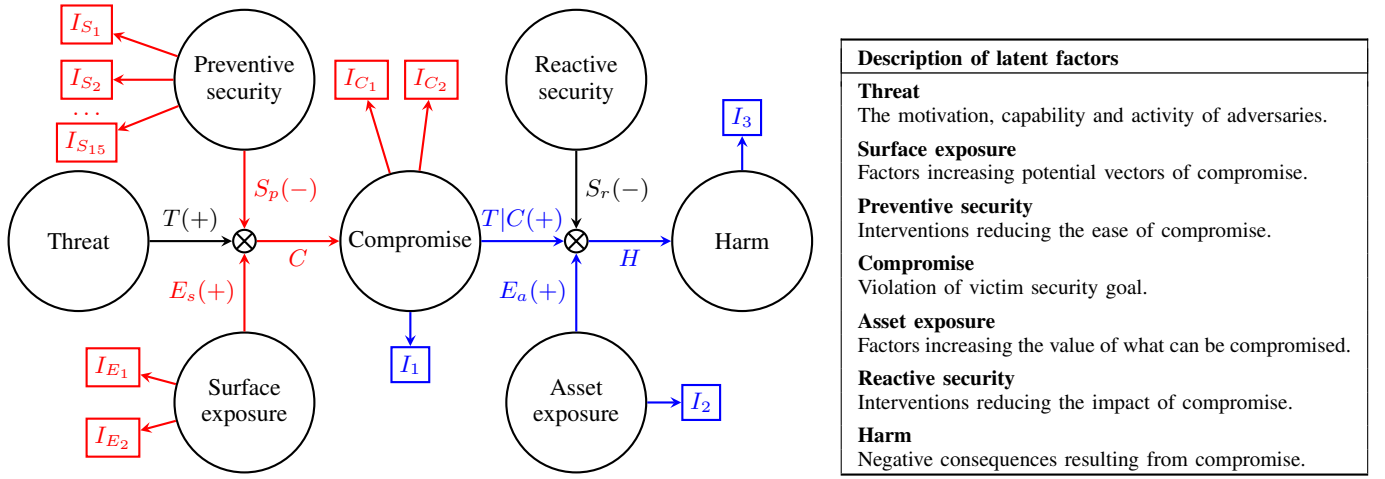 I_{S_1}
I_{S_2}
...
I_{S_{15}}
Preventive
security
I_{C_1}
I_{C_2}
Reactive
security
I_3
S_p(−)
S_r(−)
Threat
T(+)
⊗
C
Compromise
T|C(+)
⊗
H
Harm
E_s(+)
E_a(+)
I_{E_1}
I_{E_2}
Surface
exposure
I_1
Asset
exposure
I_2
Description of latent factors
Threat
The motivation, capability and activity of adversaries.
Surface exposure
Factors increasing potential vectors of compromise.
Preventive security
Interventions reducing the ease of compromise.
Compromise
Violation of victim security goal.
Asset exposure
Factors increasing the value of what can be compromised.
Reactive security
Interventions reducing the impact of compromise.
Harm
Negative consequences resulting from compromise.